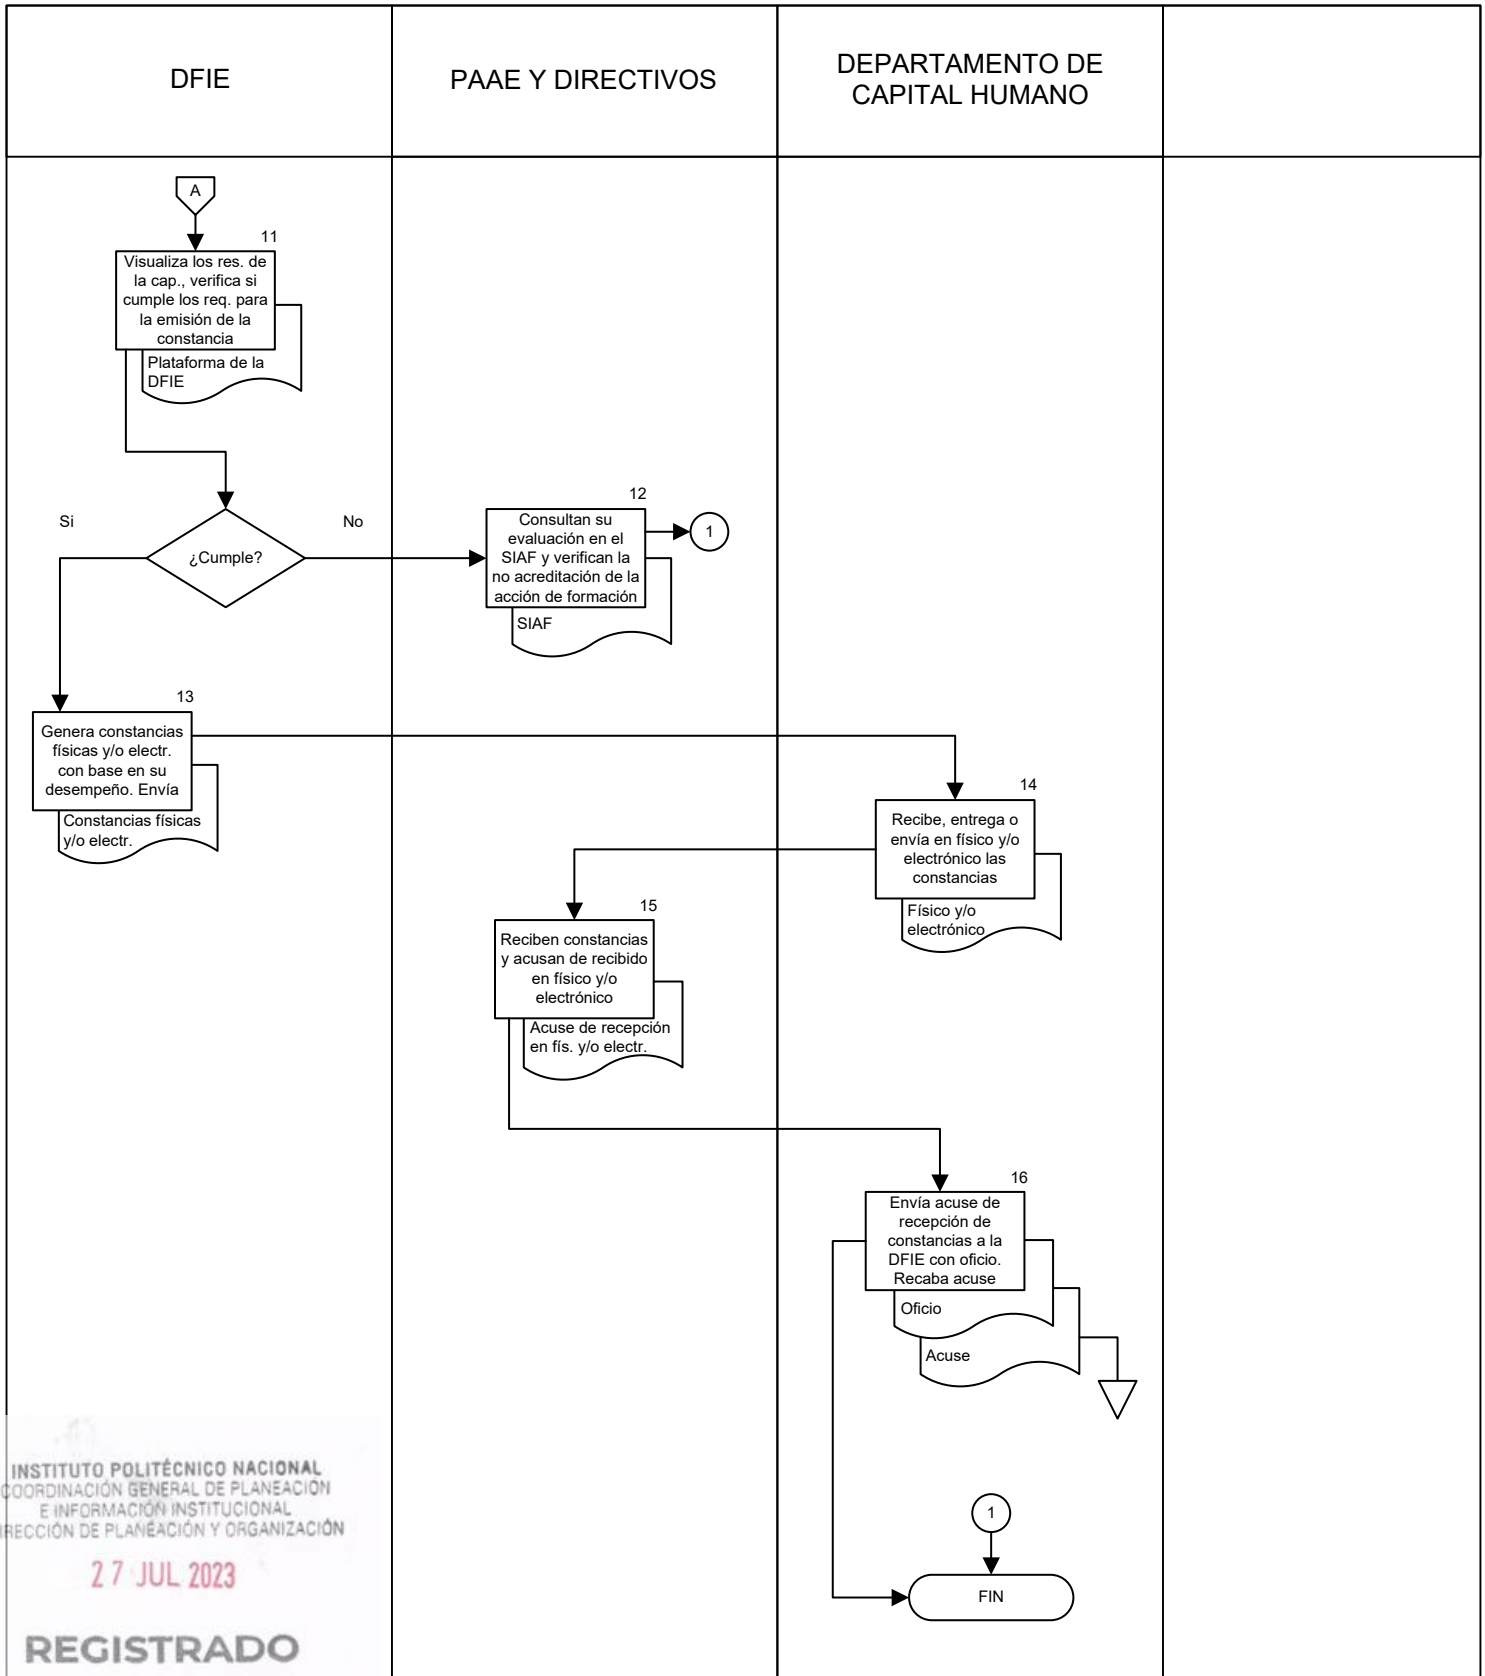 DFIE
PAAE Y DIRECTIVOS
DEPARTAMENTO DE
CAPITAL HUMANO
A
11
Visualiza los res. de
la cap., verifica si
cumple los req. para
la emisión de la
constancia
Plataforma de la
DFIE
Si
No
¿Cumple?
12
Consultan su
evaluación en el
SIAF y verifican la
no acreditación de la
acción de formación
SIAF
1
13
Genera constancias
físicas y/o electr.
con base en su
desempeño. Envía
Constancias físicas
y/o electr.
14
Recibe, entrega o
envía en físico y/o
electrónico las
constancias
Físico y/o
electrónico
15
Reciben constancias
y acusan de recibido
en físico y/o
electrónico
Acuse de recepción
en fís. y/o electr.
16
Envía acuse de
recepción de
constancias a la
DFIE con oficio.
Recaba acuse
Oficio
Acuse
1
FIN
INSTITUTO POLITÉCNICO NACIONAL
COORDINACIÓN GENERAL DE PLANEACIÓN
E INFORMACIÓN INSTITUCIONAL
IRECCIÓN DE PLANEACIÓN Y ORGANIZACIÓN
27 JUL 2023
REGISTRADO